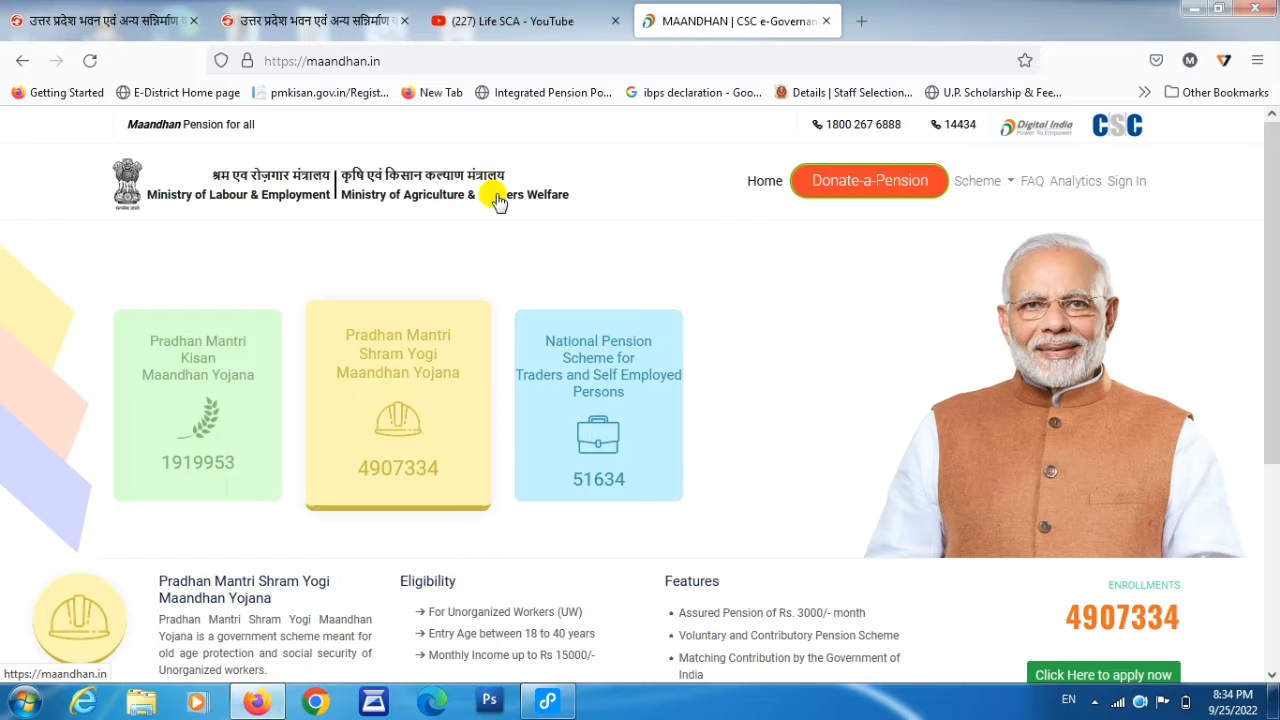 उत्तर प्रदेश भवन एवं अन्य सन्निर्माण
उत्तर प्रदेश भवन एवं अन्य सन्निर्माण
(227) Life SCA - YouTube
MAANDHAN | CSC e-Governan
https://maandhan.in
Getting Started
E-District Home page
pmkisan.gov.in/Regist...
New Tab
Integrated Pension Po...
ibps declaration - Goo...
Details | Staff Selection...
U.P. Scholarship & Fee...
Other Bookmarks
Maandhan Pension for all
1800 267 6888
14434
Digital India
Power To Empower
CSC
श्रम एव रोज़गार मंत्रालय
कृषि एवं किसान कल्याण मंत्रालय
Ministry of Labour & Employment
Ministry of Agriculture & ers Welfare
Home
Donate-a-Pension
Scheme
FAQ
Analytics
Sign In
Pradhan Mantri
Kisan
Maandhan Yojana
1919953
Pradhan Mantri
Shram Yogi
Maandhan Yojana
4907334
National Pension
Scheme for
Traders and Self Employed
Persons
51634
Pradhan Mantri Shram Yogi
Maandhan Yojana
Pradhan Mantri Shram Yogi Maandhan
Yojana is a government scheme meant for
old age protection and social security of
Unorganized workers.
Eligibility
For Unorganized Workers (UW)
Entry Age between 18 to 40 years
Monthly Income up to Rs 15000/-
Features
Assured Pension of Rs. 3000/- month
Voluntary and Contributory Pension Scheme
Matching Contribution by the Government of
India
ENROLLMENTS
4907334
Click Here to apply now
https://maandhan.in
Ps
EN
8:34 PM
9/25/2022